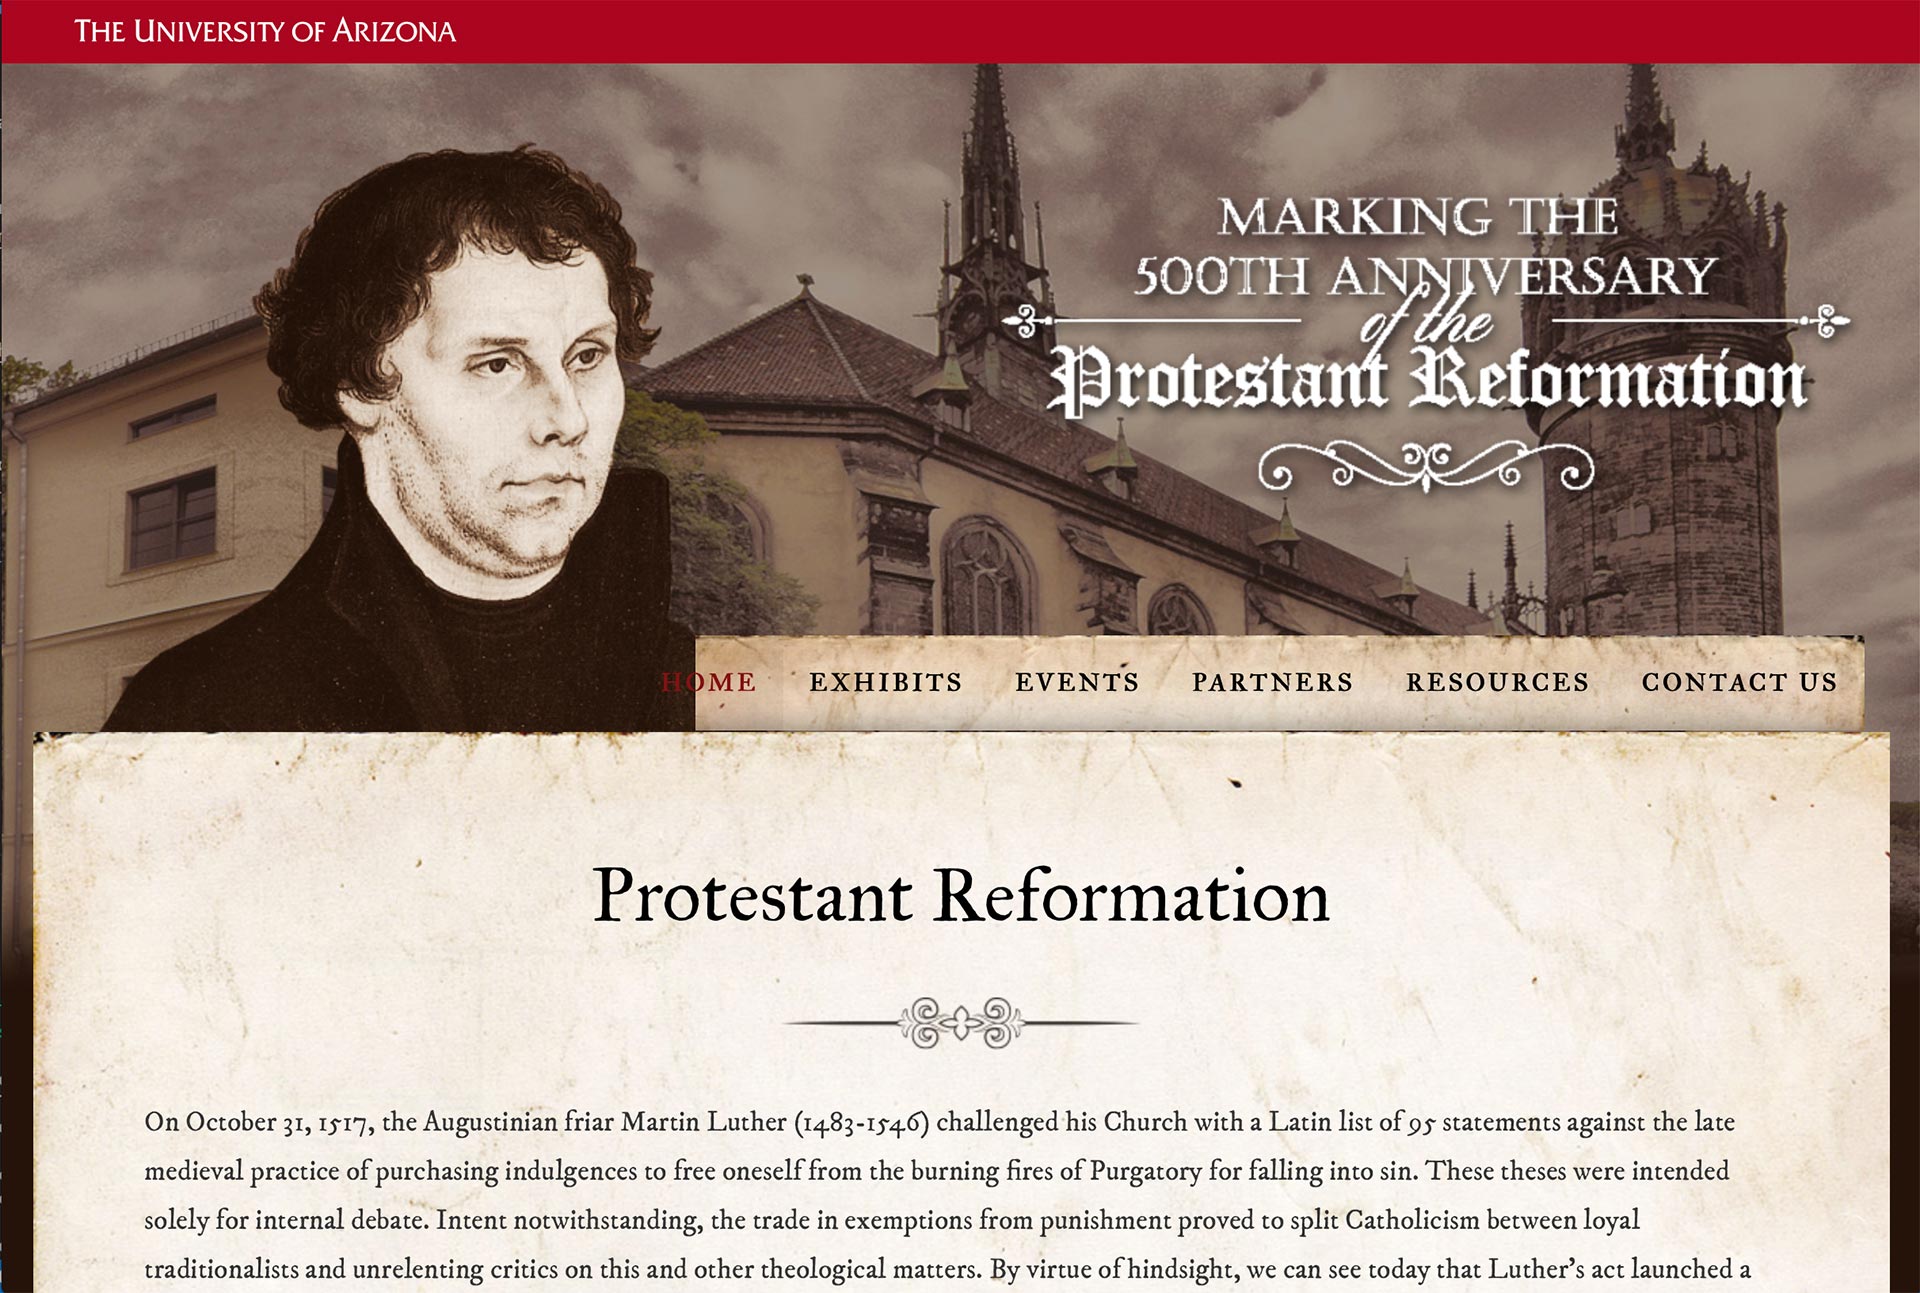 THE UNIVERSITY OF ARIZONA
MARKING THE
500TH ANNIVERSARY
of the
Protestant Reformation
HOME EXHIBITS EVENTS PARTNERS RESOURCES CONTACT US
Protestant Reformation
On October 31, 1517, the Augustinian friar Martin Luther (1483-1546) challenged his Church with a Latin list of 95 statements against the late
medieval practice of purchasing indulgences to free oneself from the burning fires of Purgatory for falling into sin. These theses were intended
solely for internal debate. Intent notwithstanding, the trade in exemptions from punishment proved to split Catholicism between loyal
traditionalists and unrelenting critics on this and other theological matters. By virtue of hindsight, we can see today that Luther's act launched a